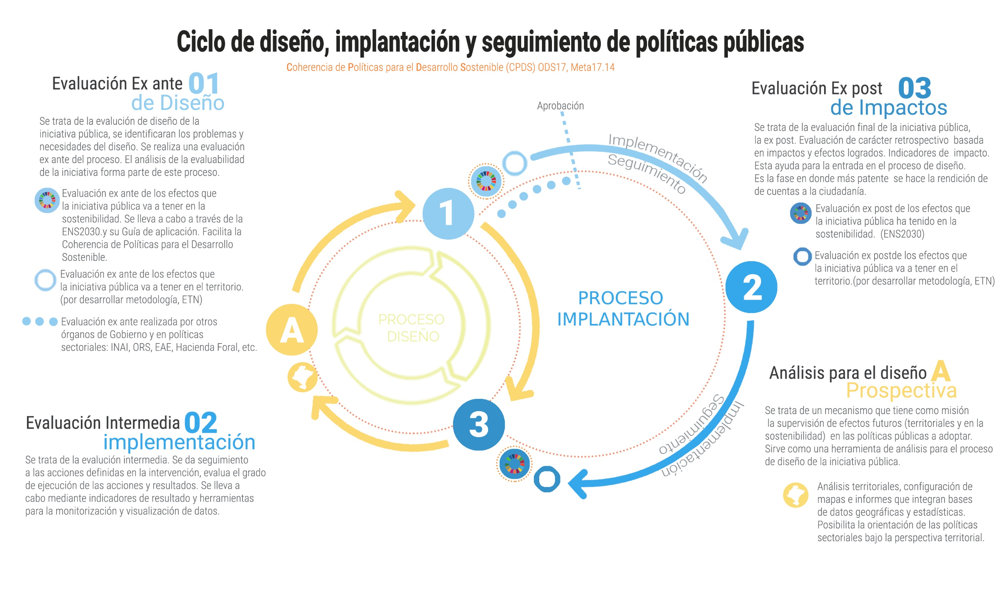 Ciclo de diseño, implantación y seguimiento de políticas públicas
Coherencia de Políticas para el Desarrollo Sostenible (CPDS) ODS17, Meta17.14
Evaluación Ex ante 01
de Diseño
Se trata de la evalución de diseño de la
iniciativa pública, se identificaran los problemas y
necesidades del diseño. Se realiza una evaluación
ex ante del proceso. El análisis de la evaluabilidad
de la iniciativa forma parte de este proceso.
Evaluación ex ante de los efectos que
la iniciativa pública va a tener en la
sostenibilidad. Se lleva a cabo a través de la
ENS2030.y su Guía de aplicación. Facilita la
Coherencia de Políticas para el Desarrollo
Sostenible.
Evaluación ex ante de los efectos que
la iniciativa pública va a tener en el territorio.
(por desarrollar metodología, ETN)
Evaluación ex ante realizada por otros
órganos de Gobierno y en políticas
sectoriales: INAI, ORS, EAE, Hacienda Foral, etc.
Evaluación Intermedia 02
implementación
Se trata de la evalución intermedia. Se da seguimiento
a las acciones definidas en la intervención, evalua el grado
de ejecución de las acciones y resultados. Se lleva a
cabo mediante indicadores de resultado y herramientas
para la monitorización y visualización de datos.
Aprobación
Implementación
Seguimiento
1
2
PROCESO
IMPLANTACIÓN
PROCESO
DISEÑO
A
3
Seguimiento
Implementación
Evaluación Ex post 03
de Impactos
Se trata de la evaluación final de la iniciativa pública,
la ex post. Evaluación de carácter retrospectivo basada
en impactos y efectos logrados. Indicadores de impacto.
Esta ayuda para la entrada en el proceso de diseño.
Es la fase en donde más patente se hace la rendición de
de cuentas a la ciudadanía.
Evaluación ex post de los efectos que
la iniciativa pública ha tenido en la
sostenibilidad. (ENS2030)
Evaluación ex postde los efectos que
la iniciativa pública va a tener en el
territorio.(por desarrollar metodología, ETN)
Análisis para el diseño A
Prospectiva
Se trata de un mecanismo que tiene como misión
la supervisión de efectos futuros (territoriales y en la
sostenibilidad) en las políticas públicas a adoptar.
Sirve como una herramienta de análisis para el proceso
de diseño de la iniciativa pública.
Análisis territoriales, configuración de
mapas e informes que integran bases
de datos geográficas y estadísticas.
Posibilita la orientación de las políticas
sectoriales bajo la perspectiva territorial.